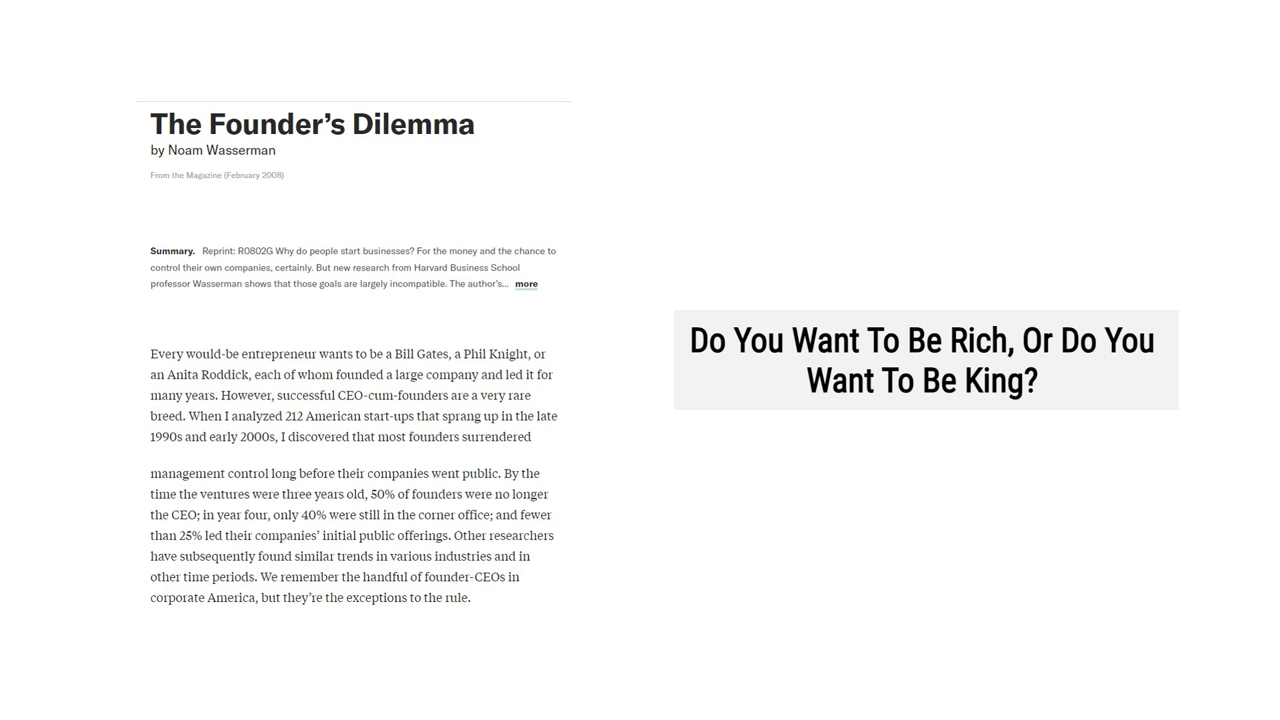 The Founder's Dilemma
by Noam Wasserman
From the Magazine (February 2008)
Summary. Reprint: R0802G Why do people start businesses? For the money and the chance to
control their own companies, certainly. But new research from Harvard Business School
professor Wasserman shows that those goals are largely incompatible. The author's... more
Every would-be entrepreneur wants to be a Bill Gates, a Phil Knight, or
an Anita Roddick, each of whom founded a large company and led it for
many years. However, successful CEO-cum-founders are a very rare
breed. When I analyzed 212 American start-ups that sprang up in the late
1990s and early 2000s, I discovered that most founders surrendered
management control long before their companies went public. By the
time the ventures were three years old, 50% of founders were no longer
the CEO; in year four, only 40% were still in the corner office; and fewer
than 25% led their companies' initial public offerings. Other researchers
have subsequently found similar trends in various industries and in
other time periods. We remember the handful of founder-CEOs in
corporate America, but they're the exceptions to the rule.
Do You Want To Be Rich, Or Do You
Want To Be King?